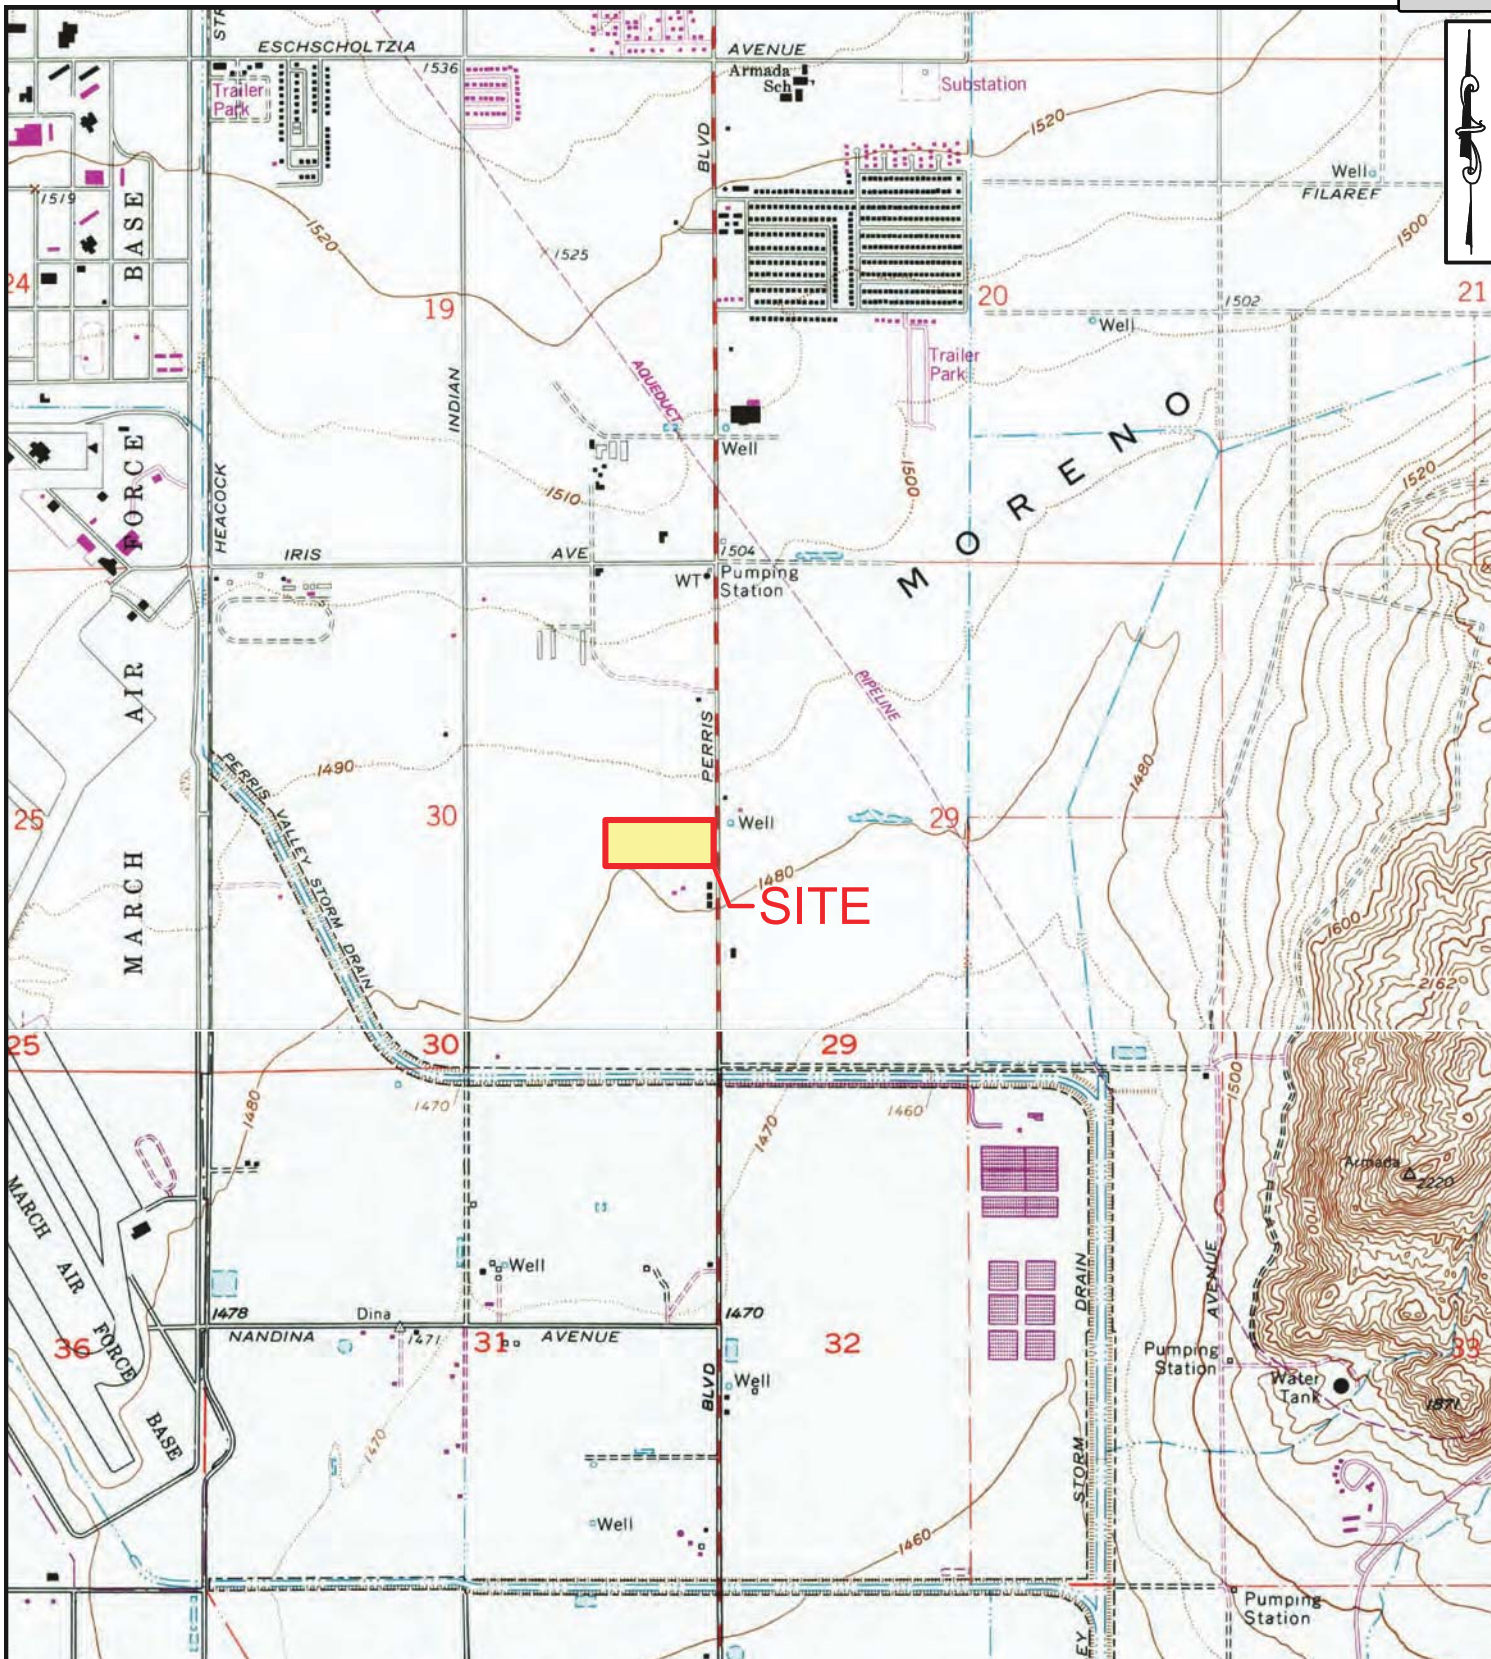 STR
ESCHSCHOLTZIA
AVENUE
1536
Armada
Sch
Substation
Trailer
Park
BLVD
1520
Well
FILAREE
1519
BASE
1520
1500
1525
24
19
20
1502
21
Well
Trailer
Park
AQUEDUCT
INDIAN
FORCE
HEACOCK
Well
1510
1500
MORENO
1520
IRIS
AVE
1504
WT
Pumping
Station
AIR
PIPELINE
PERRIS
1490
1480
PERRIS VALLEY STORM DRAIN
25
30
Well
29
1480
SITE
MARCH
1600
2162
25
30
29
1480
1470
1470
1460
1500
Armada
2220
1700
MARCH AIR FORCE BASE
Well
DRAIN
AVENUE
1478
Dina
1471
1470
NANDINA
AVENUE
36
31
32
33
Pumping
Station
Water
Tank
1871
BLVD
Well
1470
STORM
Well
1460
Pumping
Station
EY